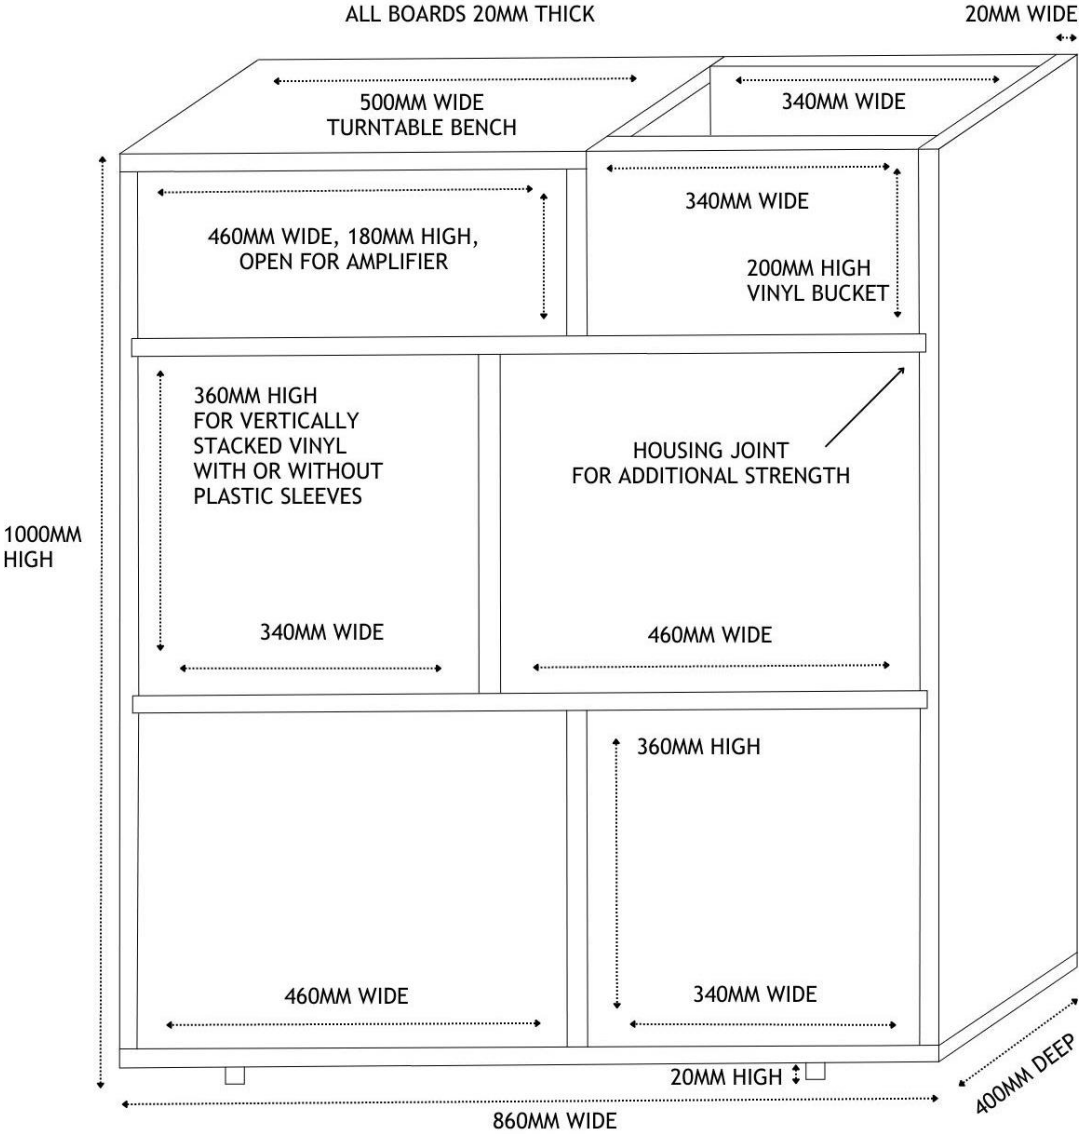 ALL BOARDS 20MM THICK
20MM WIDE
500MM WIDE
TURNTABLE BENCH
340MM WIDE
340MM WIDE
460MM WIDE, 180MM HIGH,
OPEN FOR AMPLIFIER
200MM HIGH
VINYL BUCKET
360MM HIGH
FOR VERTICALLY
STACKED VINYL
WITH OR WITHOUT
PLASTIC SLEEVES
HOUSING JOINT
FOR ADDITIONAL STRENGTH
1000MM
HIGH
340MM WIDE
460MM WIDE
360MM HIGH
460MM WIDE
340MM WIDE
20MM HIGH
400MM DEEP
860MM WIDE